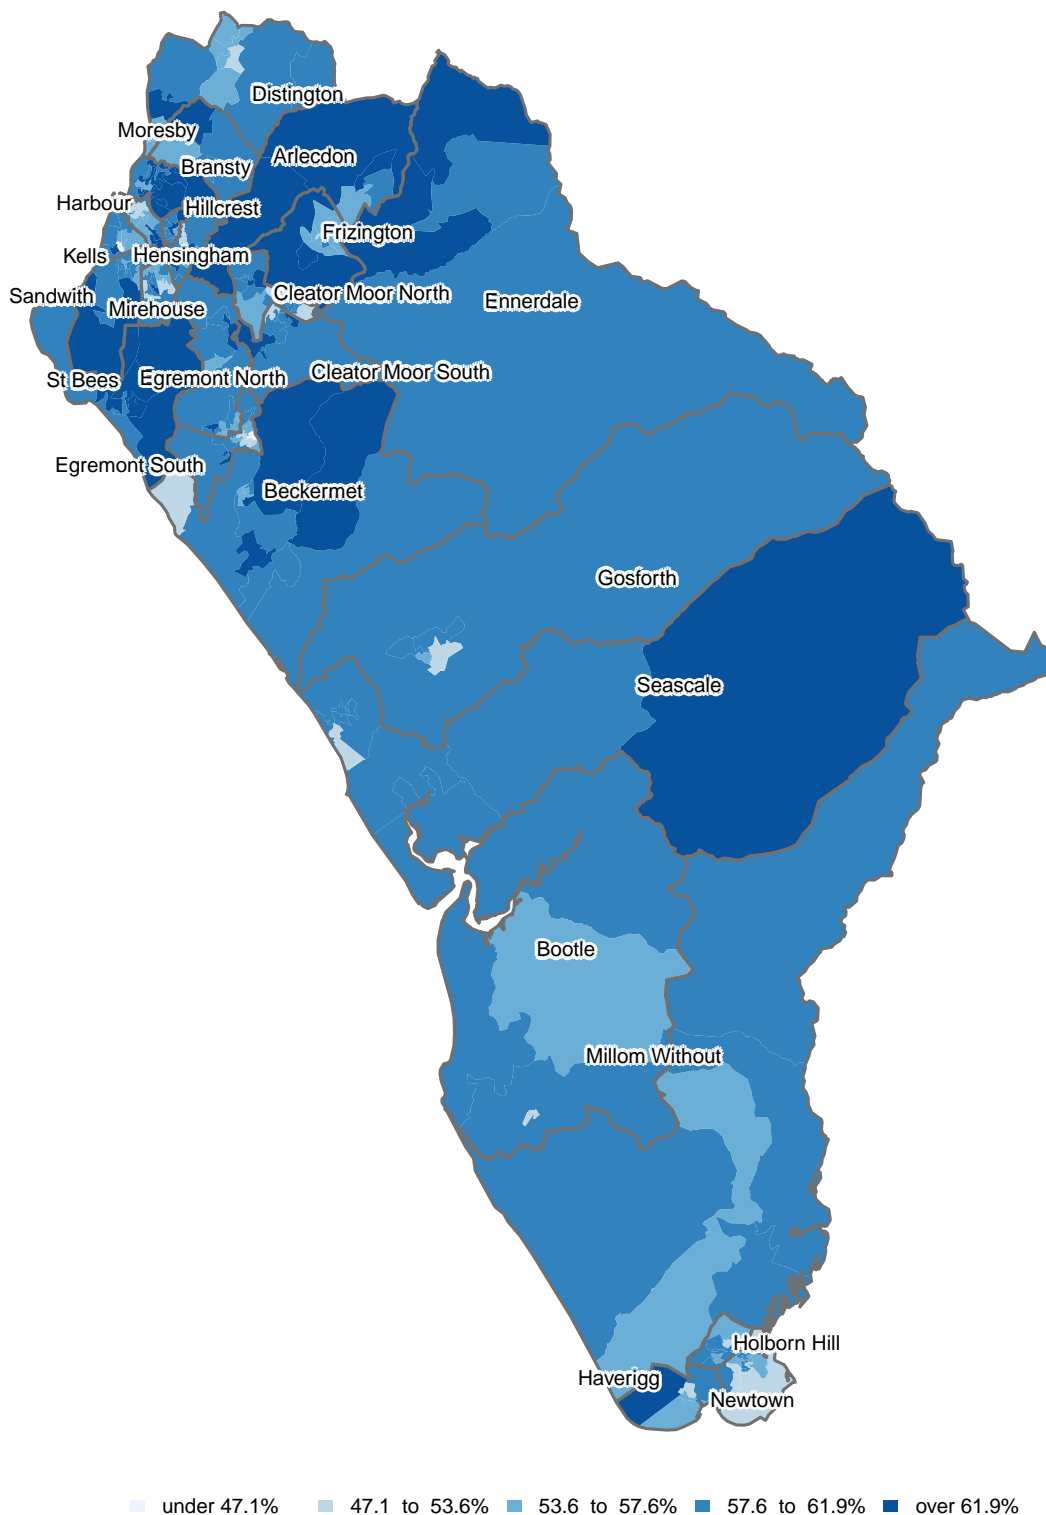 Distington
Moresby
Arlecdon
Bransty
Harbour
Hillcrest
Frizington
Kells
Hensingham
Sandwith
Cleator Moor North
Ennerdale
Mirehouse
St Bees
Egremont North
Cleator Moor South
Egremont South
Beckermet
Gosforth
Seascale
Bootle
Millom Without
Holborn Hill
Haverigg
Newtown
under 47.1% 47.1 to 53.6% 53.6 to 57.6% 57.6 to 61.9% over 61.9%